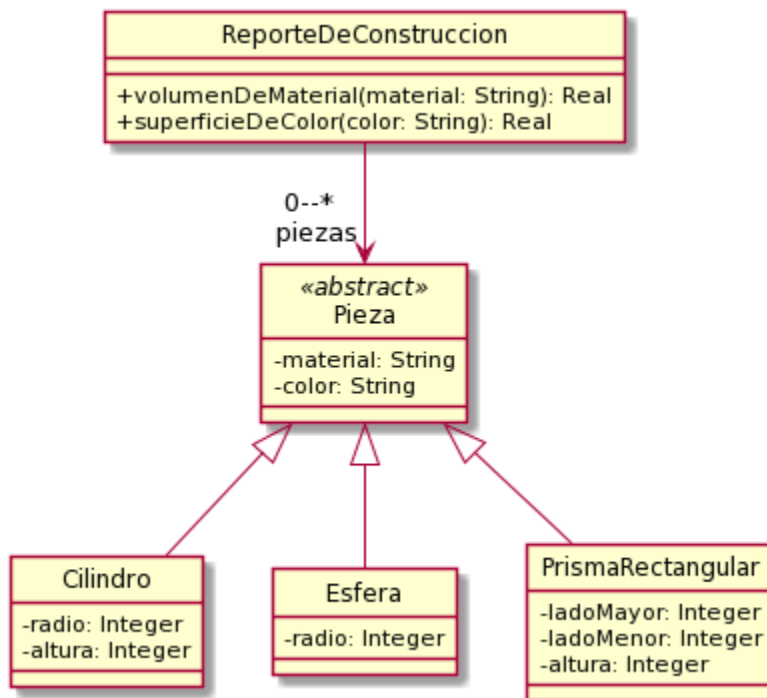 ReporteDeConstruccion
+volumenDeMaterial(material: String): Real
+superficieDeColor(color: String): Real
0--*
piezas
«abstract»
Pieza
-material: String
-color: String
Cilindro
-radio: Integer
-altura: Integer
Esfera
-radio: Integer
PrismaRectangular
-ladoMayor: Integer
-ladoMenor: Integer
-altura: Integer